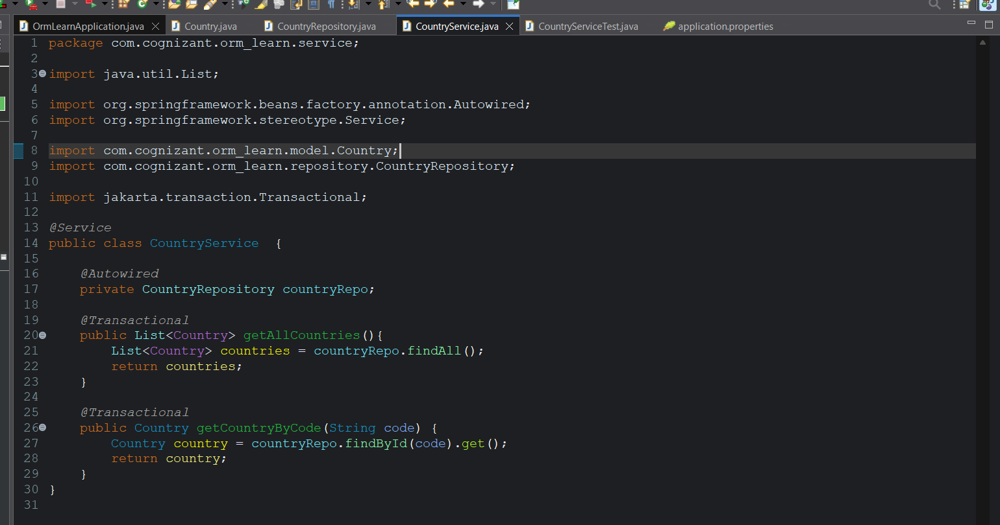 OrmLearnApplication.java Country.java CountryRepository.java CountryService.java CountryServiceTest.java application.properties
1 package com.cognizant.orm_learn.service;
2
3 import java.util.List;
4
5 import org.springframework.beans.factory.annotation.Autowired;
6 import org.springframework.stereotype.Service;
7
8 import com.cognizant.orm_learn.model.Country;
9 import com.cognizant.orm_learn.repository.CountryRepository;
10
11 import jakarta.transaction.Transactional;
12
13 @Service
14 public class CountryService  {
15
16     @Autowired
17     private CountryRepository countryRepo;
18
19     @Transactional
20     public List<Country> getAllCountries(){
21         List<Country> countries = countryRepo.findAll();
22         return countries;
23     }
24
25     @Transactional
26     public Country getCountryByCode(String code) {
27         Country country = countryRepo.findById(code).get();
28         return country;
29     }
30 }
31